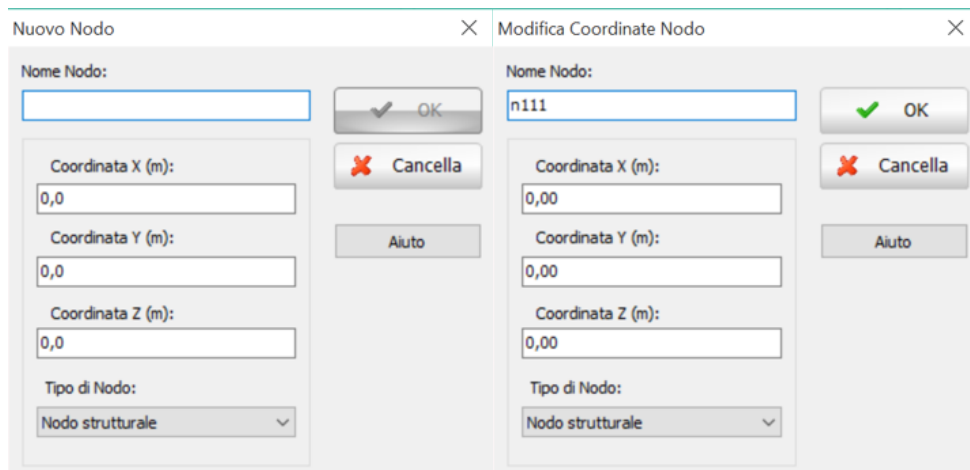 Nuovo Nodo
Nome Nodo:
OK
Coordinata X (m):
Cancella
0,0
Coordinata Y (m):
Aiuto
0,0
Coordinata Z (m):
0,0
Tipo di Nodo:
Nodo strutturale
Modifica Coordinate Nodo
Nome Nodo:
n111
OK
Coordinata X (m):
Cancella
0,00
Coordinata Y (m):
Aiuto
0,00
Coordinata Z (m):
0,00
Tipo di Nodo:
Nodo strutturale